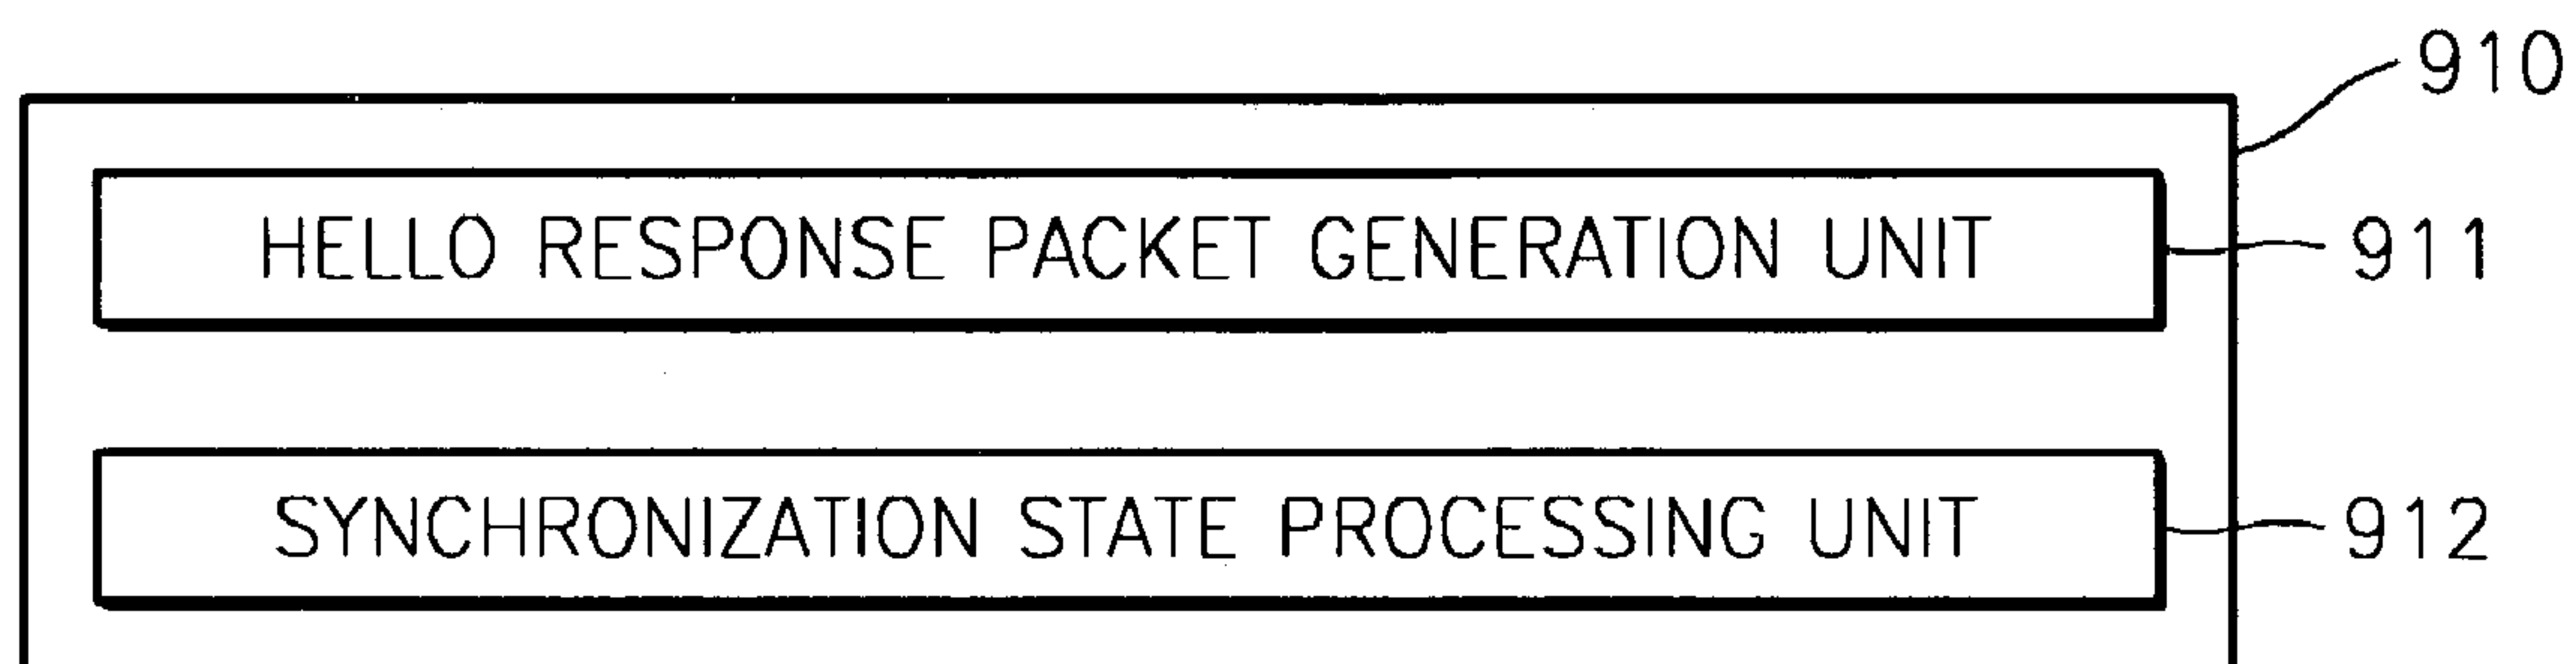 910
HELLO RESPONSE PACKET GENERATION UNIT 911
SYNCHRONIZATION STATE PROCESSING UNIT 912